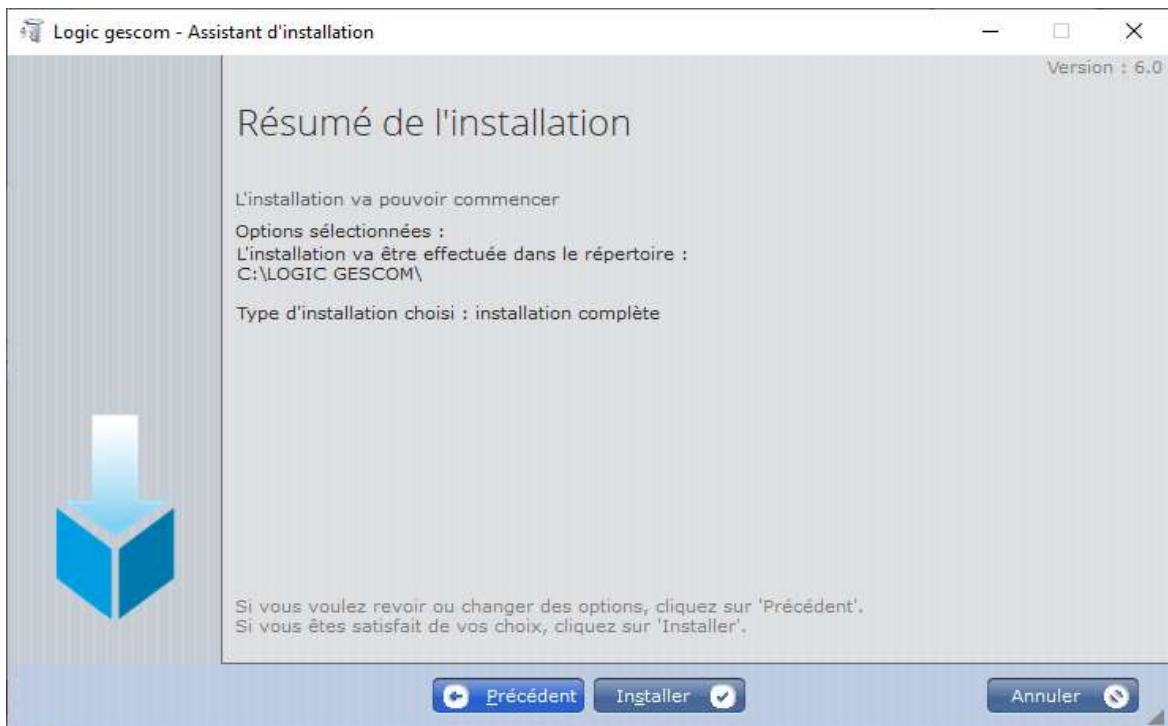 Logic gescom - Assistant d'installation
Version : 6.0
Résumé de l'installation
L'installation va pouvoir commencer
Options sélectionnées :
L'installation va être effectuée dans le répertoire :
C:\LOGIC GESCOM\
Type d'installation choisi : installation complète
Si vous voulez revoir ou changer des options, cliquez sur 'Précédent'.
Si vous êtes satisfait de vos choix, cliquez sur 'Installer'.
Précédent
Installer
Annuler